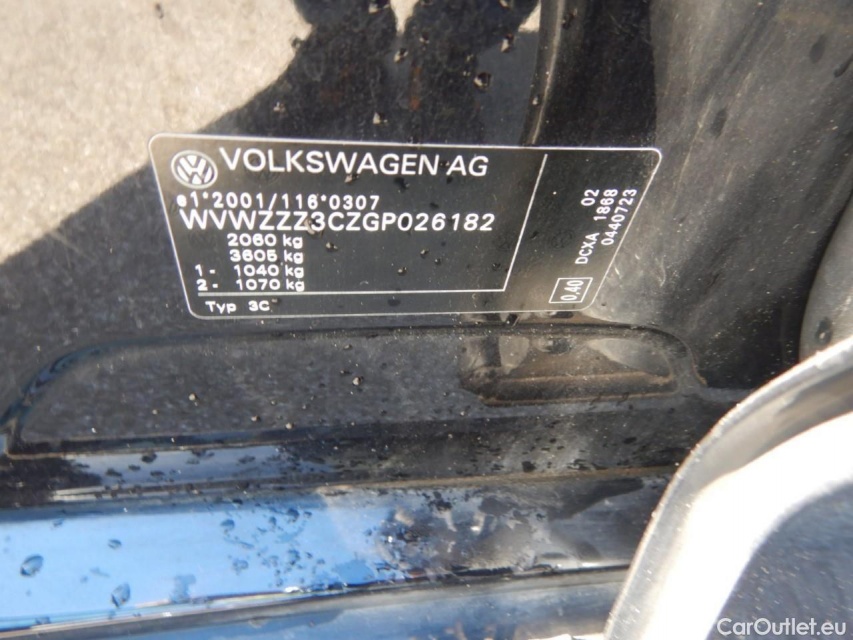 VOLKSWAGEN AG
e1*2001/116*0307
WVWZZZ3CZGP026182
2060 kg
3605 kg
1 - 1040 kg
2 - 1070 kg
Typ 3C
02
DCXA 1868
0440723
0,40
CarOutlet.eu